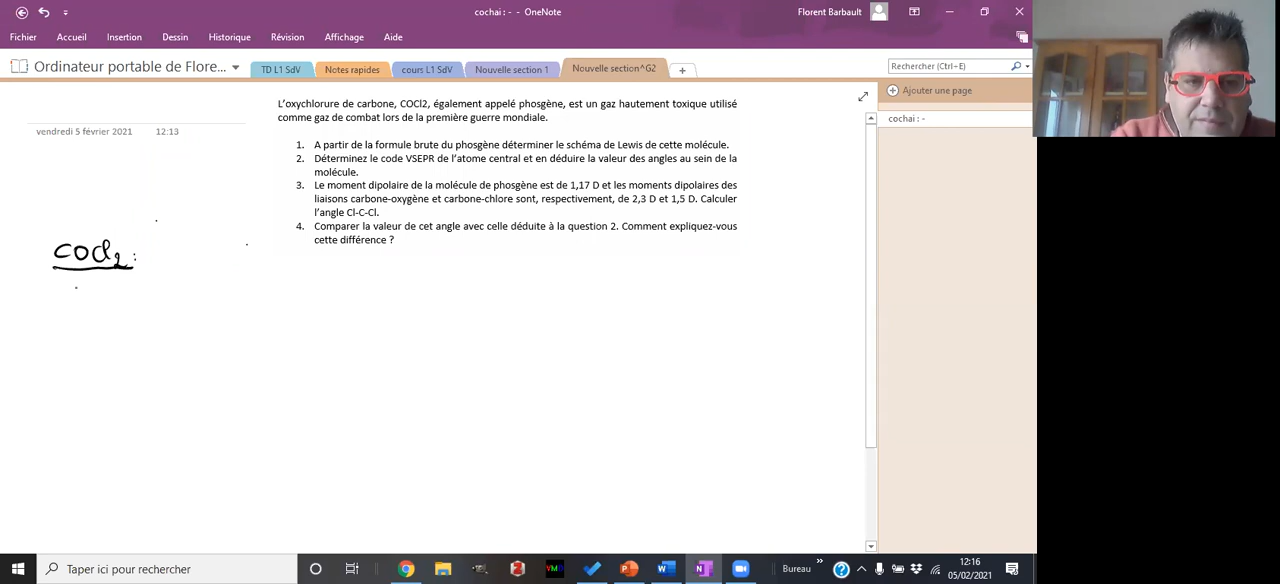 cochai : - - OneNote
Florent Barbault
Fichier Accueil Insertion Dessin Historique Révision Affichage Aide
Ordinateur portable de Flore...
TD L1 SdV
Notes rapides
cours L1 SdV
Nouvelle section 1
Nouvelle section^G2
Rechercher (Ctrl+E)
Ajouter une page
cochai : -
vendredi 5 février 2021 12:13
L'oxychlorure de carbone, COCl2, également appelé phosgène, est un gaz hautement toxique utilisé
comme gaz de combat lors de la première guerre mondiale.
1. A partir de la formule brute du phosgène déterminer le schéma de Lewis de cette molécule.
2. Déterminez le code VSEPR de l'atome central et en déduire la valeur des angles au sein de la
molécule.
3. Le moment dipolaire de la molécule de phosgène est de 1,17 D et les moments dipolaires des
liaisons carbone-oxygène et carbone-chlore sont, respectivement, de 2,3 D et 1,5 D. Calculer
l'angle Cl-C-Cl.
4. Comparer la valeur de cet angle avec celle déduite à la question 2. Comment expliquez-vous
cette différence ?
COCl2 :
Taper ici pour rechercher
YMD
Bureau
12:16
05/02/2021